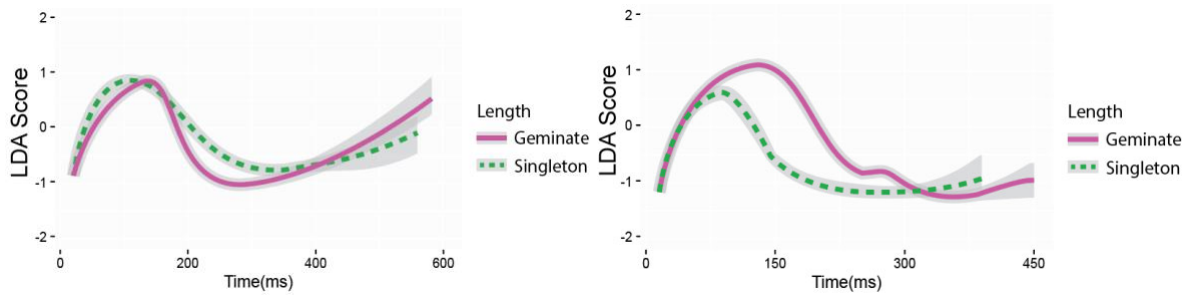 LDA Score
2
1
0
-1
-2
0 200 400 600
Time(ms)
Length
Geminate
Singleton
LDA Score
2
1
0
-1
-2
0 150 300 450
Time(ms)
Length
Geminate
Singleton